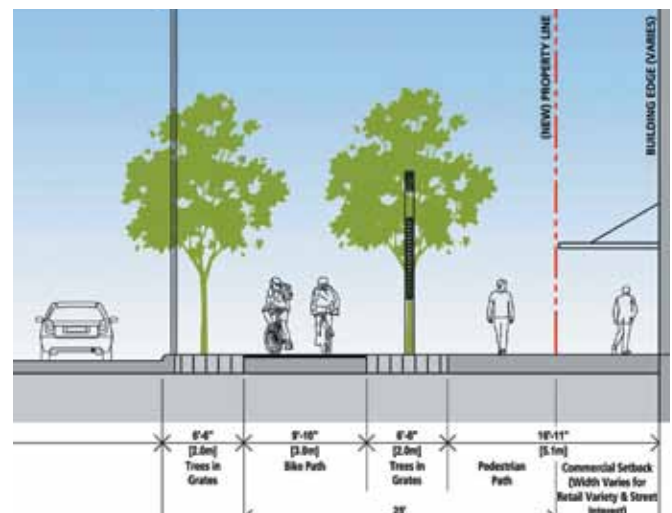 (NEW) PROPERTY LINE
BUILDING EDGE (VARIES)
6'-6"
[2.0m]
Trees in
Grates
9'-10"
[3.0m]
Bike Path
6'-6"
[2.0m]
Trees in
Grates
16'-11"
[5.1m]
Pedestrian
Path
Commercial Setback
(Width Varies for
Retail Variety & Street
Interest)
25'